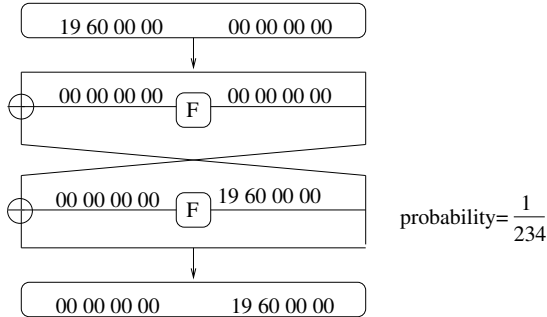 19 60 00 00 00 00 00 00
00 00 00 00 F 00 00 00 00
00 00 00 00 F 19 60 00 00
probability= 1
234
00 00 00 00 19 60 00 00